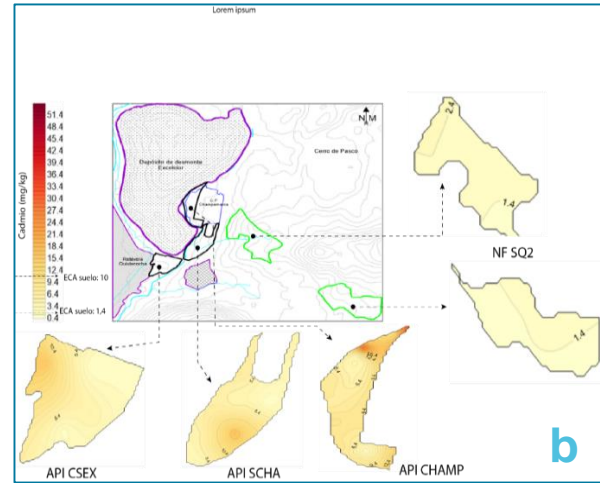 Lorem ipsum
Cadmio (mg/kg)
51.4
48.4
45.4
42.4
39.4
36.4
33.4
30.4
27.4
24.4
21.4
18.4
15.4
12.4
9.4
6.4
3.4
0.4
ECA suelo: 10
ECA suelo: 1,4
N M
Depósito de desmonte
Excelsior
Cerro de Pasco
2.4
1.4
NF SQ2
1.4
API CSEX
API SCHA
API CHAMP
b